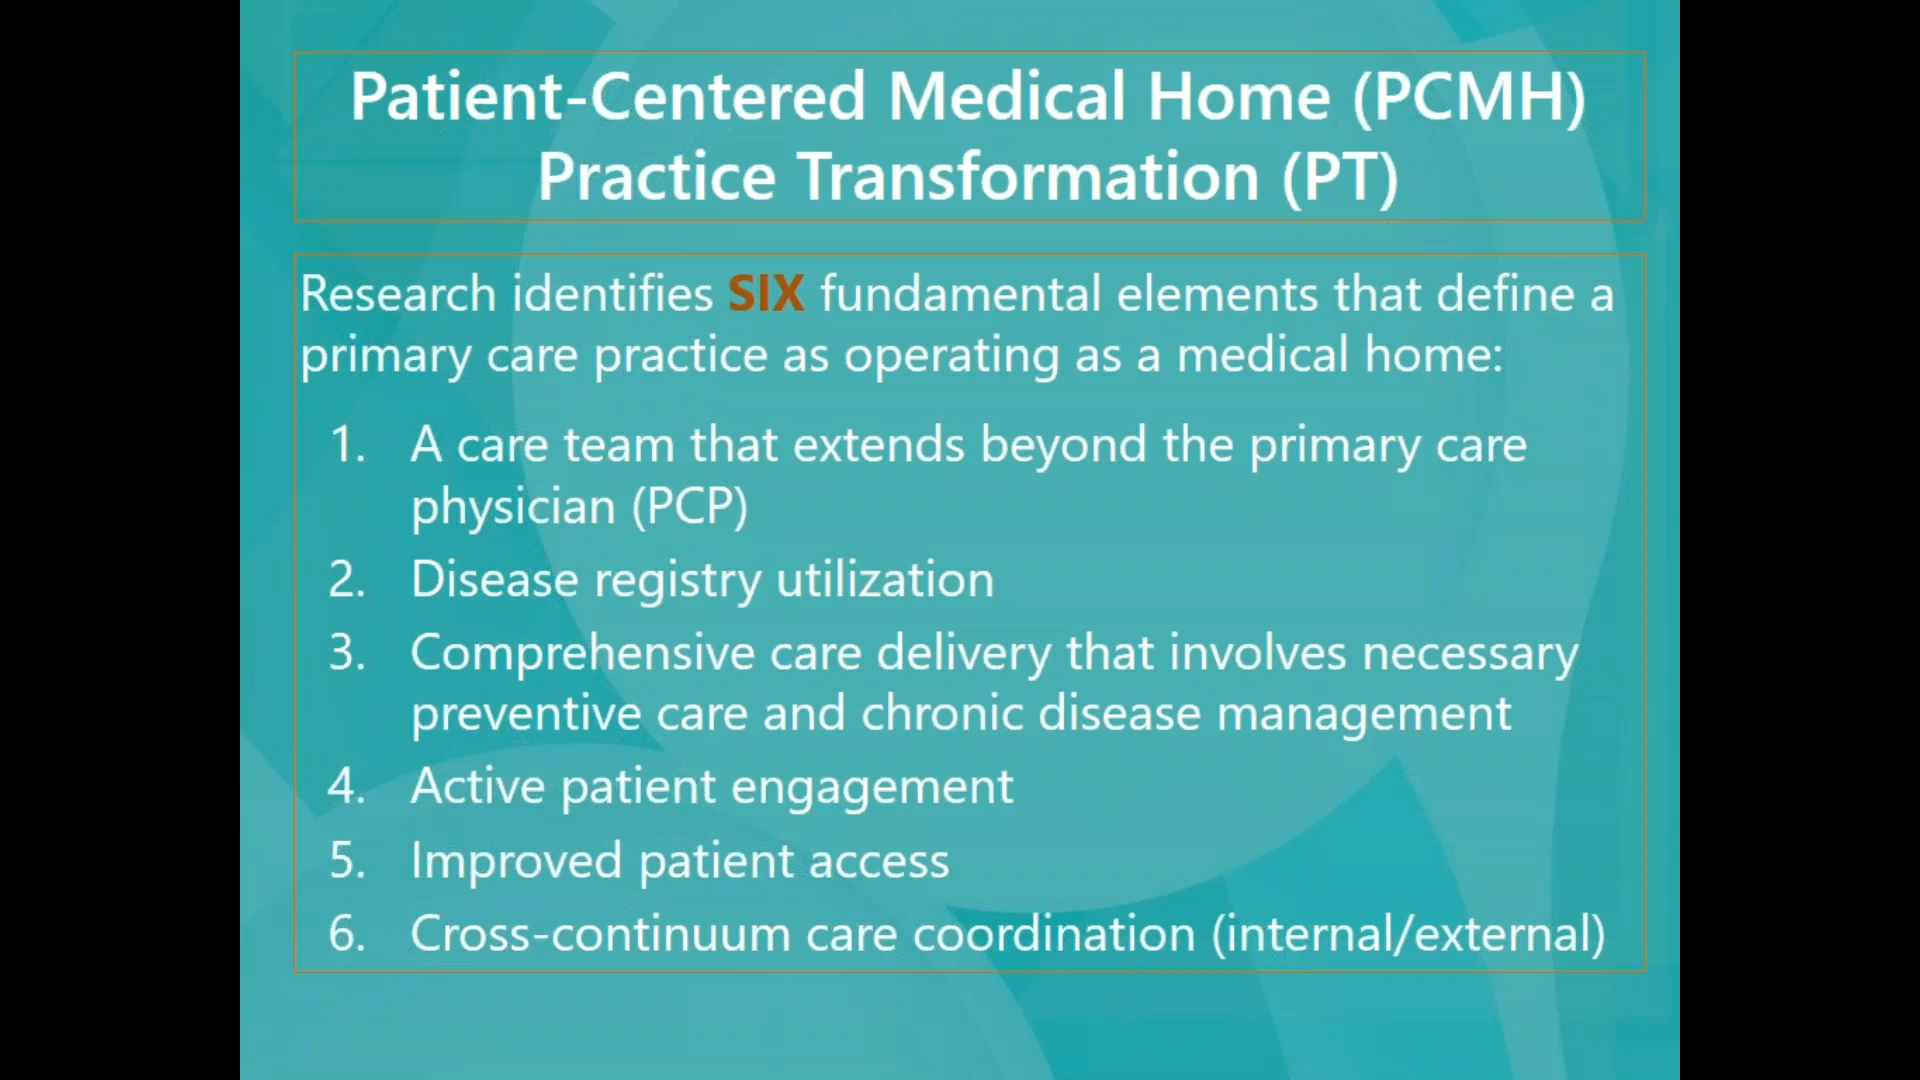 Patient-Centered Medical Home (PCMH)
Practice Transformation (PT)
Research identifies SIX fundamental elements that define a
primary care practice as operating as a medical home:
1. A care team that extends beyond the primary care
physician (PCP)
2. Disease registry utilization
3. Comprehensive care delivery that involves necessary
preventive care and chronic disease management
4. Active patient engagement
5. Improved patient access
6. Cross-continuum care coordination (internal/external)